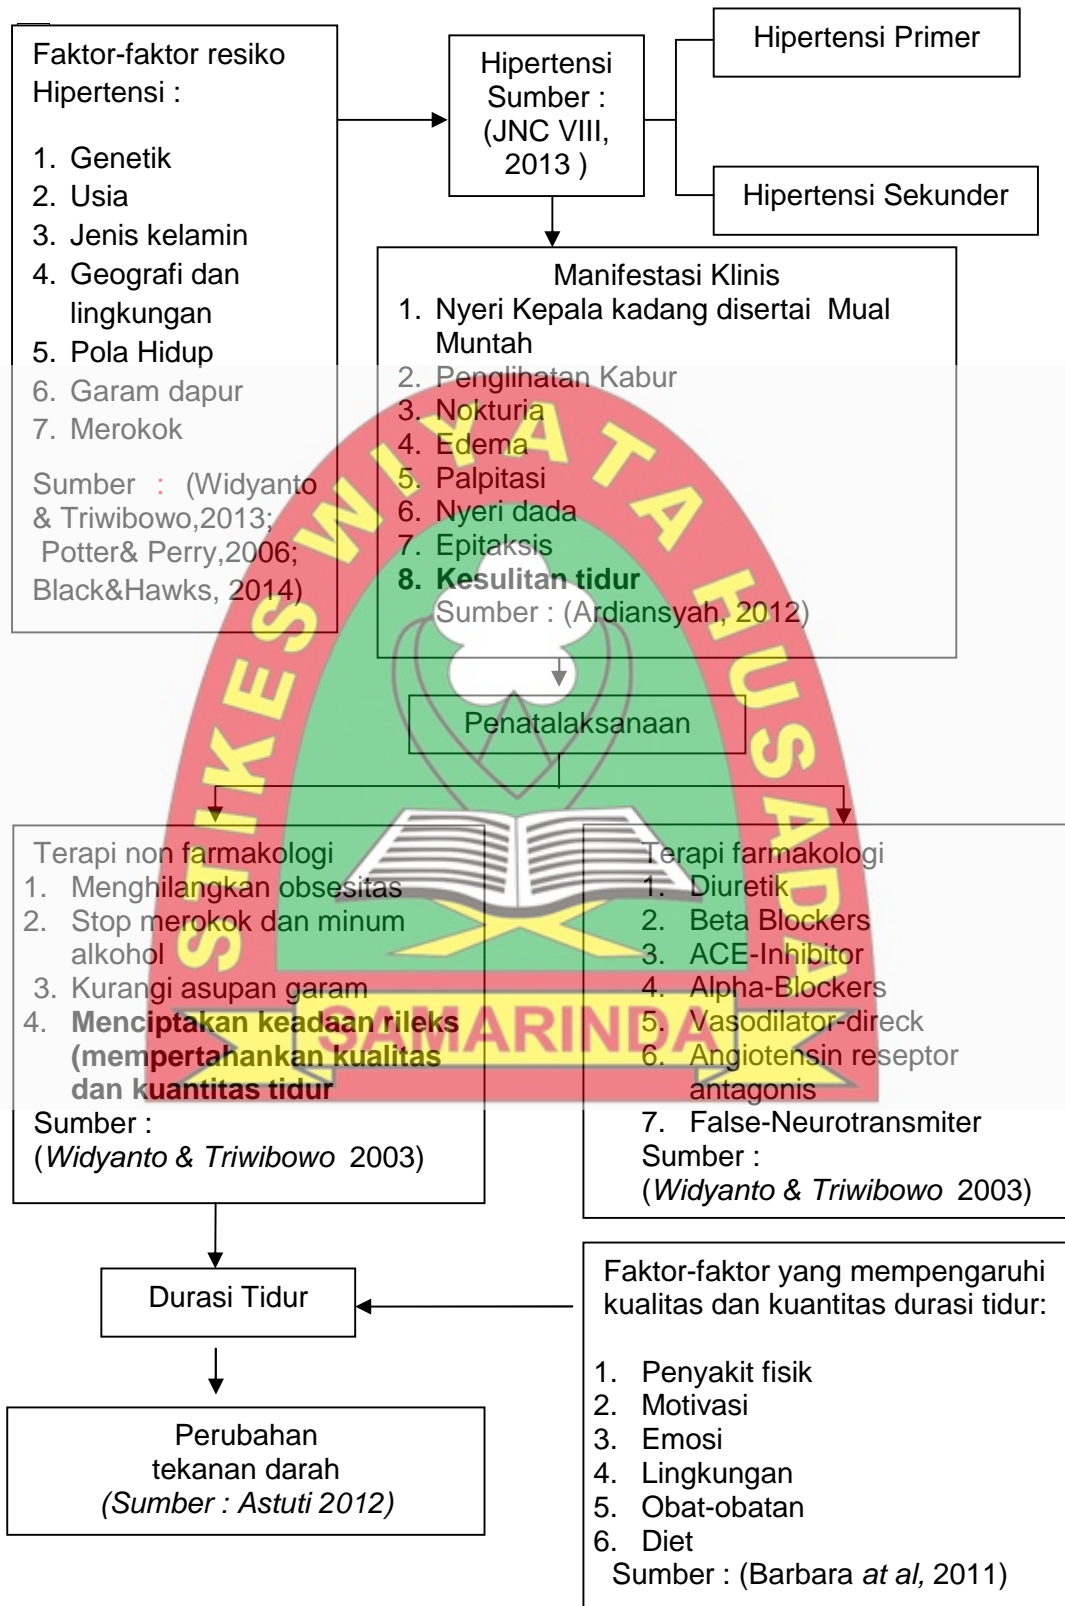 Faktor-faktor resiko
Hipertensi :
1. Genetik
2. Usia
3. Jenis kelamin
4. Geografi dan
lingkungan
5. Pola Hidup
6. Garam dapur
7. Merokok
Sumber : (Widyanto
& Triwibowo,2013;
Potter& Perry,2006;
Black&Hawks, 2014)
Hipertensi
Sumber :
(JNC VIII,
2013 )
Hipertensi Primer
Hipertensi Sekunder
Manifestasi Klinis
1. Nyeri Kepala kadang disertai Mual
Muntah
2. Penglihatan Kabur
3. Nokturia
4. Edema
5. Palpitasi
6. Nyeri dada
7. Epitaksis
8. Kesulitan tidur
Sumber : (Ardiansyah, 2012)
Penatalaksanaan
Terapi non farmakologi
1. Menghilangkan obsesitas
2. Stop merokok dan minum
alkohol
3. Kurangi asupan garam
4. Menciptakan keadaan rileks
(mempertahankan kualitas
dan kuantitas tidur
Sumber :
(Widyanto & Triwibowo 2003)
Terapi farmakologi
1. Diuretik
2. Beta Blockers
3. ACE-Inhibitor
4. Alpha-Blockers
5. Vasodilator-direck
6. Angiotensin reseptor
antagonis
7. False-Neurotransmiter
Sumber :
(Widyanto & Triwibowo 2003)
Durasi Tidur
Faktor-faktor yang mempengaruhi
kualitas dan kuantitas durasi tidur:
1. Penyakit fisik
2. Motivasi
3. Emosi
4. Lingkungan
5. Obat-obatan
6. Diet
Sumber : (Barbara at al, 2011)
Perubahan
tekanan darah
(Sumber : Astuti 2012)
STIKES WIYATA HUSADA
SAMARINDA